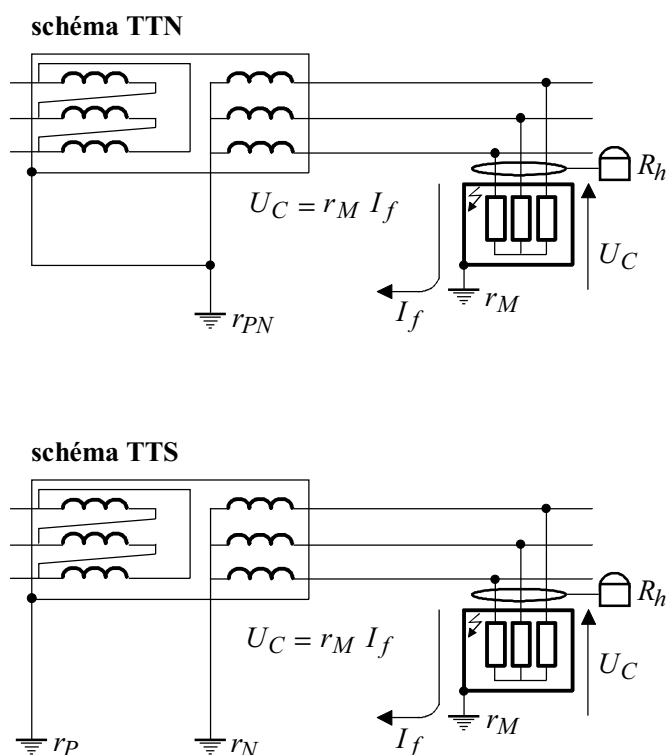 schéma TTN
R_h
U_C = r_M I_f
U_C
I_f
r_M
r_PN
schéma TTS
R_h
U_C = r_M I_f
U_C
I_f
r_M
r_P
r_N